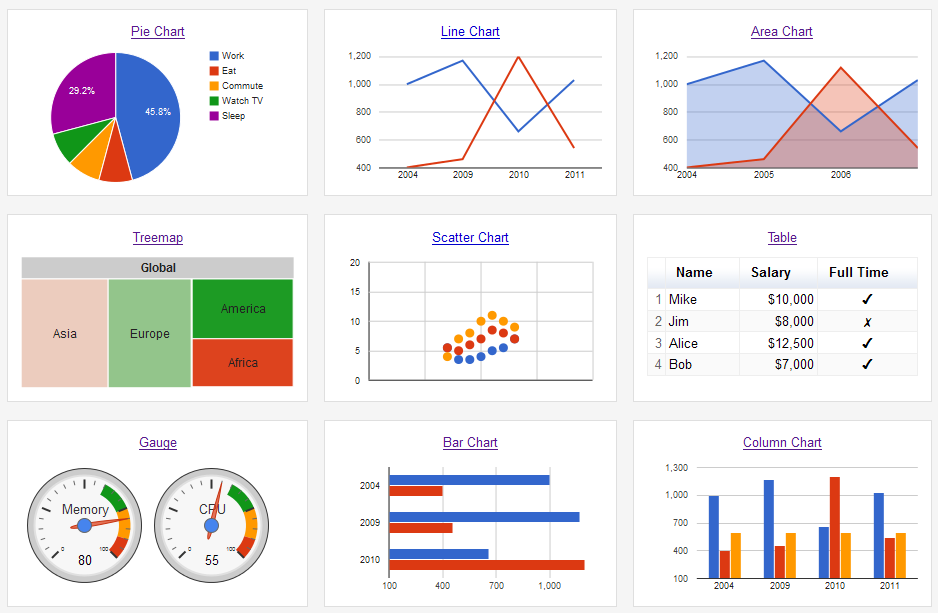 Pie Chart
Work
Eat
Commute
Watch TV
Sleep
29.2%
45.8%
Line Chart
1,200
1,000
800
600
400
2004 2009 2010 2011
Area Chart
1,200
1,000
800
600
400
2004 2005 2006
Treemap
Global
Asia
Europe
America
Africa
Scatter Chart
20
15
10
5
0
Table
Name Salary Full Time
1 Mike $10,000 ✔
2 Jim $8,000 ✗
3 Alice $12,500 ✔
4 Bob $7,000 ✔
Gauge
Memory
0 100
80
CPU
0 100
55
Bar Chart
2004
2009
2010
100 400 700 1,000
Column Chart
1,300
1,000
700
400
100
2004 2009 2010 2011